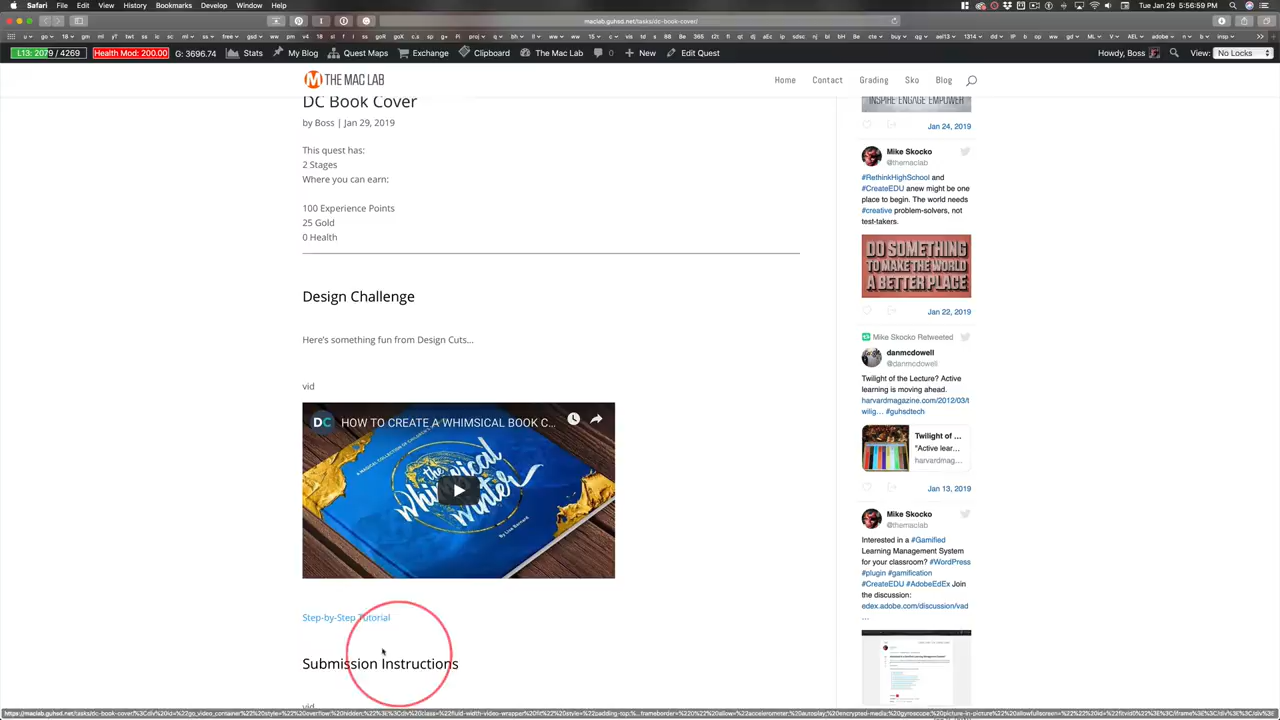 Safari File Edit View History Bookmarks Develop Window Help
Tue Jan 29 5:56:59 PM
maclab.guhsd.net/tasks/dc-book-cover/
L13: 2079 / 4269 Health Mod: 200.00 G: 3696.74 Stats My Blog Quest Maps Exchange Clipboard The Mac Lab 0 New Edit Quest Howdy, Boss View: No Locks
THE MAC LAB Home Contact Grading Sko Blog
DC Book Cover
by Boss | Jan 29, 2019
This quest has:
2 Stages
Where you can earn:
100 Experience Points
25 Gold
0 Health
Design Challenge
Here's something fun from Design Cuts...
vid
DC HOW TO CREATE A WHIMSICAL BOOK C...
the
Whimsical
Winter
Step-by-Step Tutorial
Submission Instructions
vid
INSPIRE ENGAGE EMPOWER
Jan 24, 2019
Mike Skocko
@themaclab
#RethinkHighSchool and
#CreateEDU anew might be one
place to begin. The world needs
#creative problem-solvers, not
test-takers.
DO SOMETHING
TO MAKE THE WORLD
A BETTER PLACE
Jan 22, 2019
Mike Skocko Retweeted
danmcdowell
@danmcdowell
Twilight of the Lecture? Active
learning is moving ahead.
harvardmagazine.com/2012/03/t
wilig… #guhsdtech
Twilight of ...
"Active lear...
harvardmag...
Jan 13, 2019
Mike Skocko
@themaclab
Interested in a #Gamified
Learning Management System
for your classroom? #WordPress
#plugin #gamification
#CreateEDU #AdobeEdEx Join
the discussion:
edex.adobe.com/discussion/vad
…